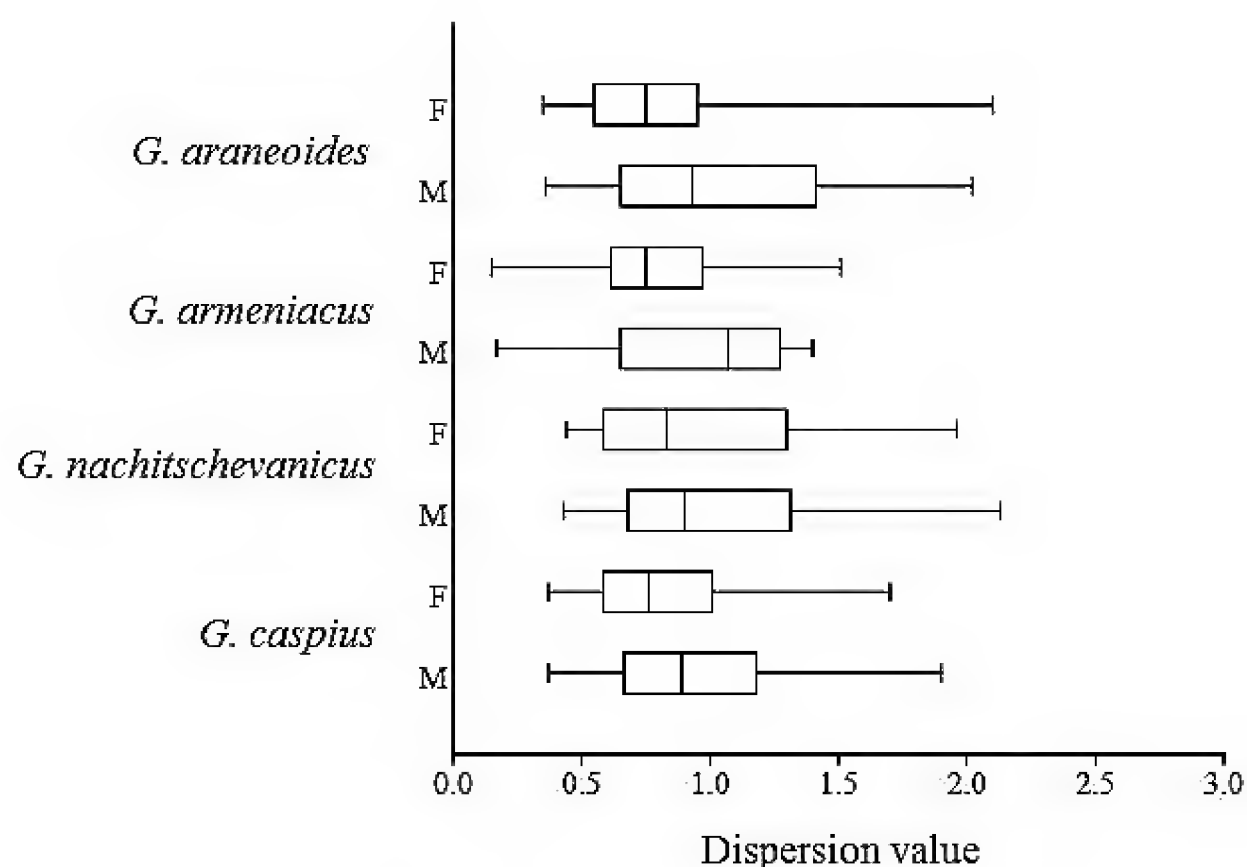 F
G. araneoides
M
F
G. armeniacus
M
F
G. nachitschevanicus
M
F
G. caspius
M
0.0 0.5 1.0 1.5 2.0 2.5 3.0
Dispersion value